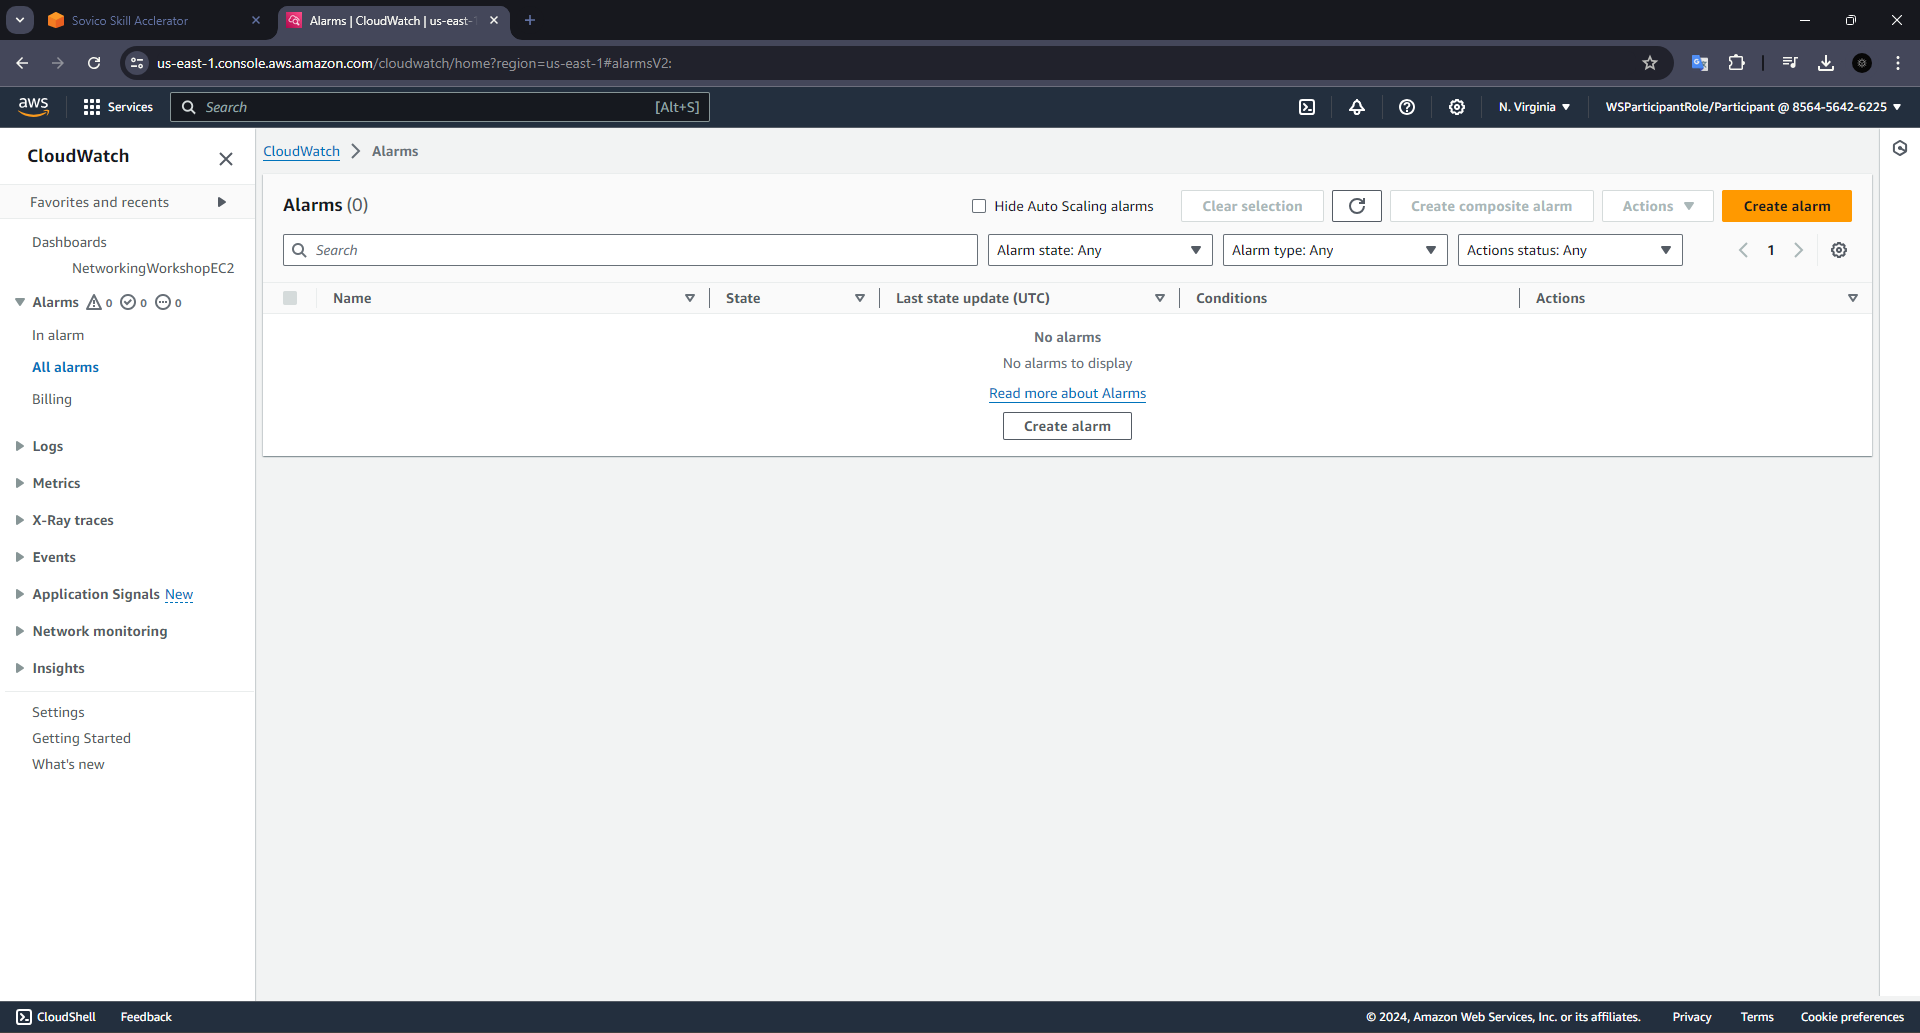 Sovico Skill Acclerator
Alarms | CloudWatch | us-east-1
us-east-1.console.aws.amazon.com/cloudwatch/home?region=us-east-1#alarmsV2:
aws
Services
Search
[Alt+S]
N. Virginia
WSParticipantRole/Participant @ 8564-5642-6225
CloudWatch
Favorites and recents
Dashboards
NetworkingWorkshopEC2
Alarms 0 0 0
In alarm
All alarms
Billing
Logs
Metrics
X-Ray traces
Events
Application Signals New
Network monitoring
Insights
Settings
Getting Started
What's new
CloudWatch > Alarms
Alarms (0)
Hide Auto Scaling alarms
Clear selection
Create composite alarm
Actions
Create alarm
Search
Alarm state: Any
Alarm type: Any
Actions status: Any
1
Name
State
Last state update (UTC)
Conditions
Actions
No alarms
No alarms to display
Read more about Alarms
Create alarm
CloudShell
Feedback
© 2024, Amazon Web Services, Inc. or its affiliates.
Privacy
Terms
Cookie preferences